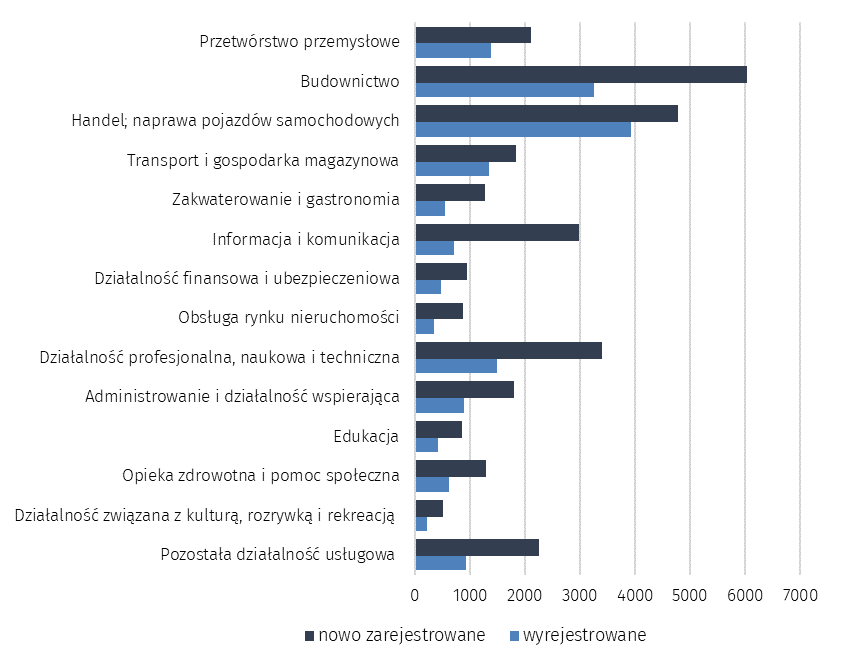 Przetwórstwo przemysłowe
Budownictwo
Handel; naprawa pojazdów samochodowych
Transport i gospodarka magazynowa
Zakwaterowanie i gastronomia
Informacja i komunikacja
Działalność finansowa i ubezpieczeniowa
Obsługa rynku nieruchomości
Działalność profesjonalna, naukowa i techniczna
Administrowanie i działalność wspierająca
Edukacja
Opieka zdrowotna i pomoc społeczna
Działalność związana z kulturą, rozrywką i rekreacją
Pozostała działalność usługowa
0 1000 2000 3000 4000 5000 6000 7000
nowo zarejestrowane wyrejestrowane